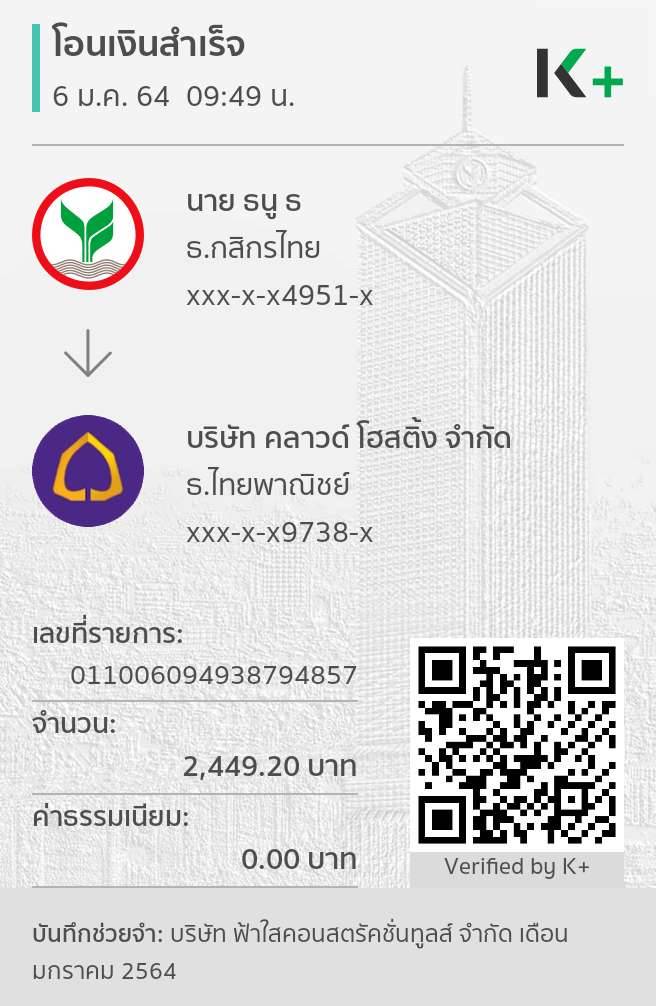 โอนเงินสำเร็จ
6 ม.ค. 64 09:49 น.
K+
นาย ธนู ธ
ธ.กสิกรไทย
xxx-x-x4951-x
บริษัท คลาวด์ โฮสติ้ง จำกัด
ธ.ไทยพาณิชย์
xxx-x-x9738-x
เลขที่รายการ:
011006094938794857
จำนวน:
2,449.20 บาท
ค่าธรรมเนียม:
0.00 บาท
Verified by K+
บันทึกช่วยจำ: บริษัท ฟ้าใสคอนสตรัคชั่นทูลส์ จำกัด เดือน
มกราคม 2564